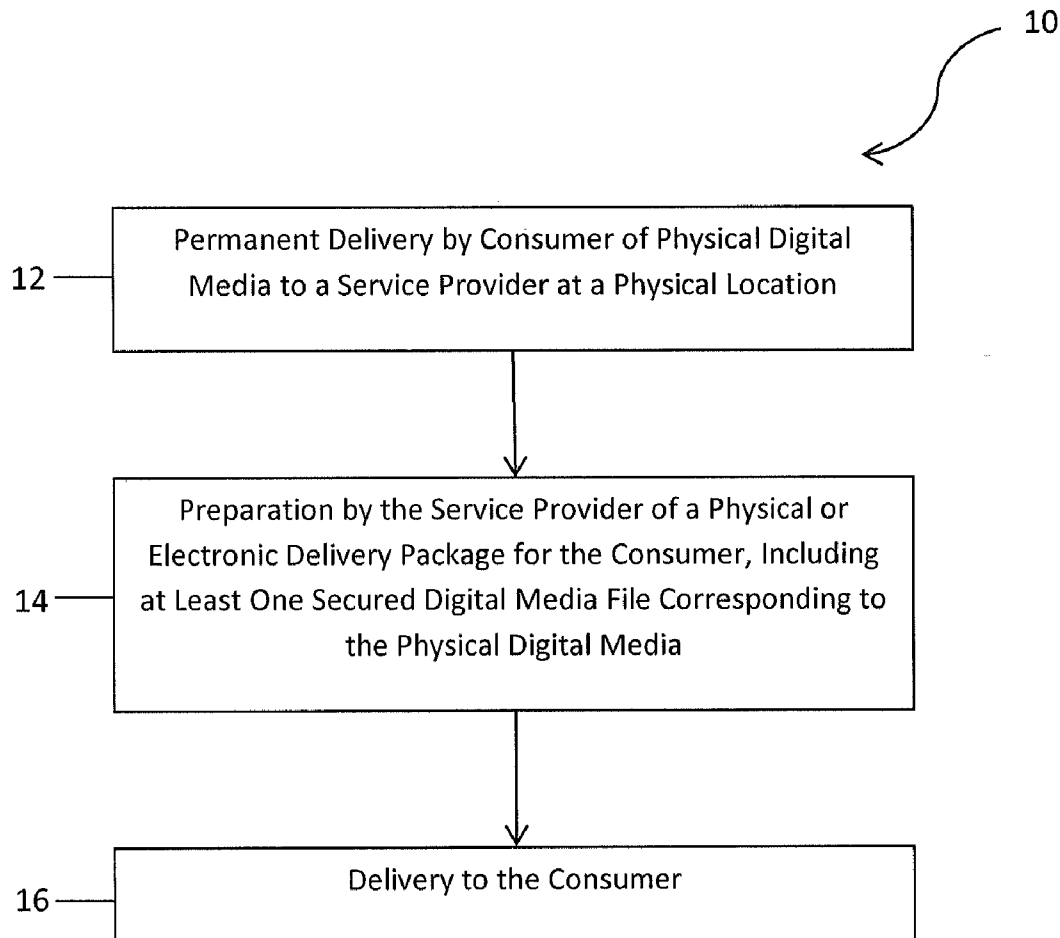 10
12
Permanent Delivery by Consumer of Physical Digital
Media to a Service Provider at a Physical Location
14
Preparation by the Service Provider of a Physical or
Electronic Delivery Package for the Consumer, Including
at Least One Secured Digital Media File Corresponding to
the Physical Digital Media
16
Delivery to the Consumer